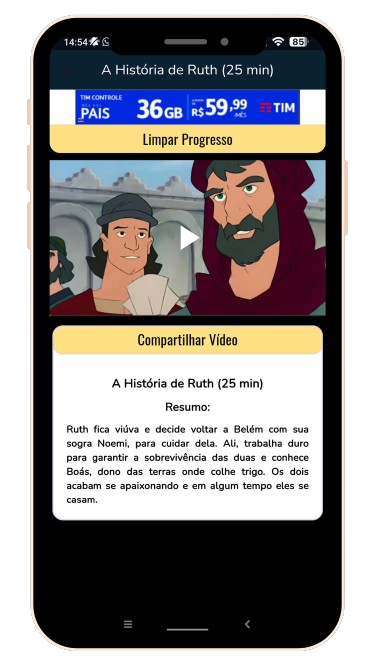 14:54
85
A História de Ruth (25 min)
TIM CONTROLE
PAIS
36GB
R$59,99
/MÊS
TIM
Limpar Progresso
Compartilhar Vídeo
A História de Ruth (25 min)
Resumo:
Ruth fica viúva e decide voltar a Belém com sua
sogra Noemi, para cuidar dela. Ali, trabalha duro
para garantir a sobrevivência das duas e conhece
Boás, dono das terras onde colhe trigo. Os dois
acabam se apaixonando e em algum tempo eles se
casam.